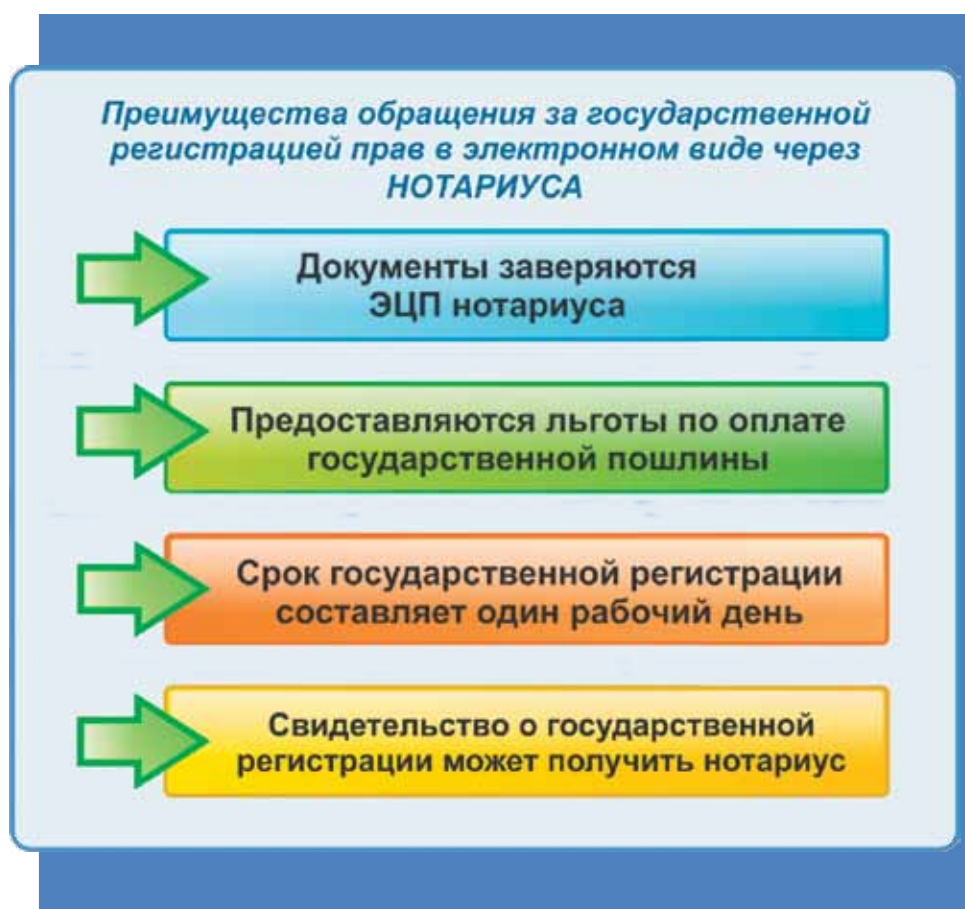 Преимущества обращения за государственной
регистрацией прав в электронном виде через
НОТАРИУСА
Документы заверяются
ЭЦП нотариуса
Предоставляются льготы по оплате
государственной пошлины
Срок государственной регистрации
составляет один рабочий день
Свидетельство о государственной
регистрации может получить нотариус